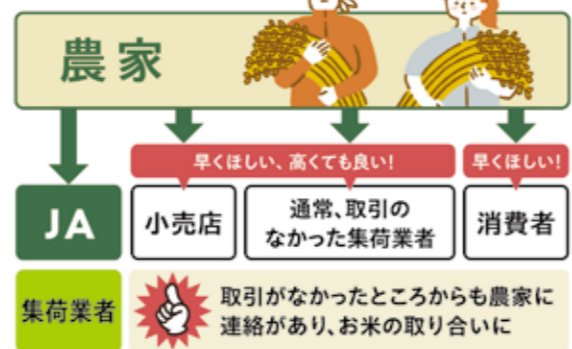 農家
早くほしい、高くても良い!
早くほしい!
JA
小売店
通常、取引の
なかった集荷業者
消費者
集荷業者
取引がなかったところからも農家に
連絡があり、お米の取り合いに